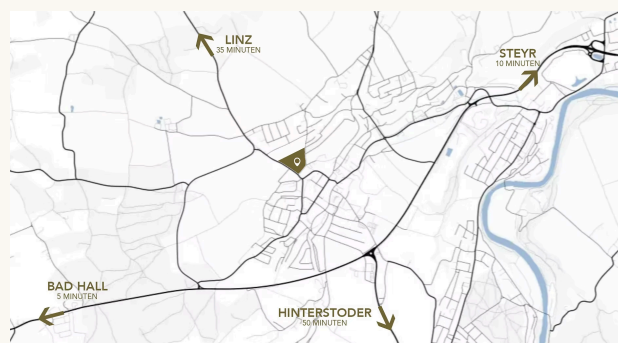 LINZ
35 MINUTEN
STEYR
10 MINUTEN
BAD HALL
5 MINUTEN
HINTERSTODER
50 MINUTEN